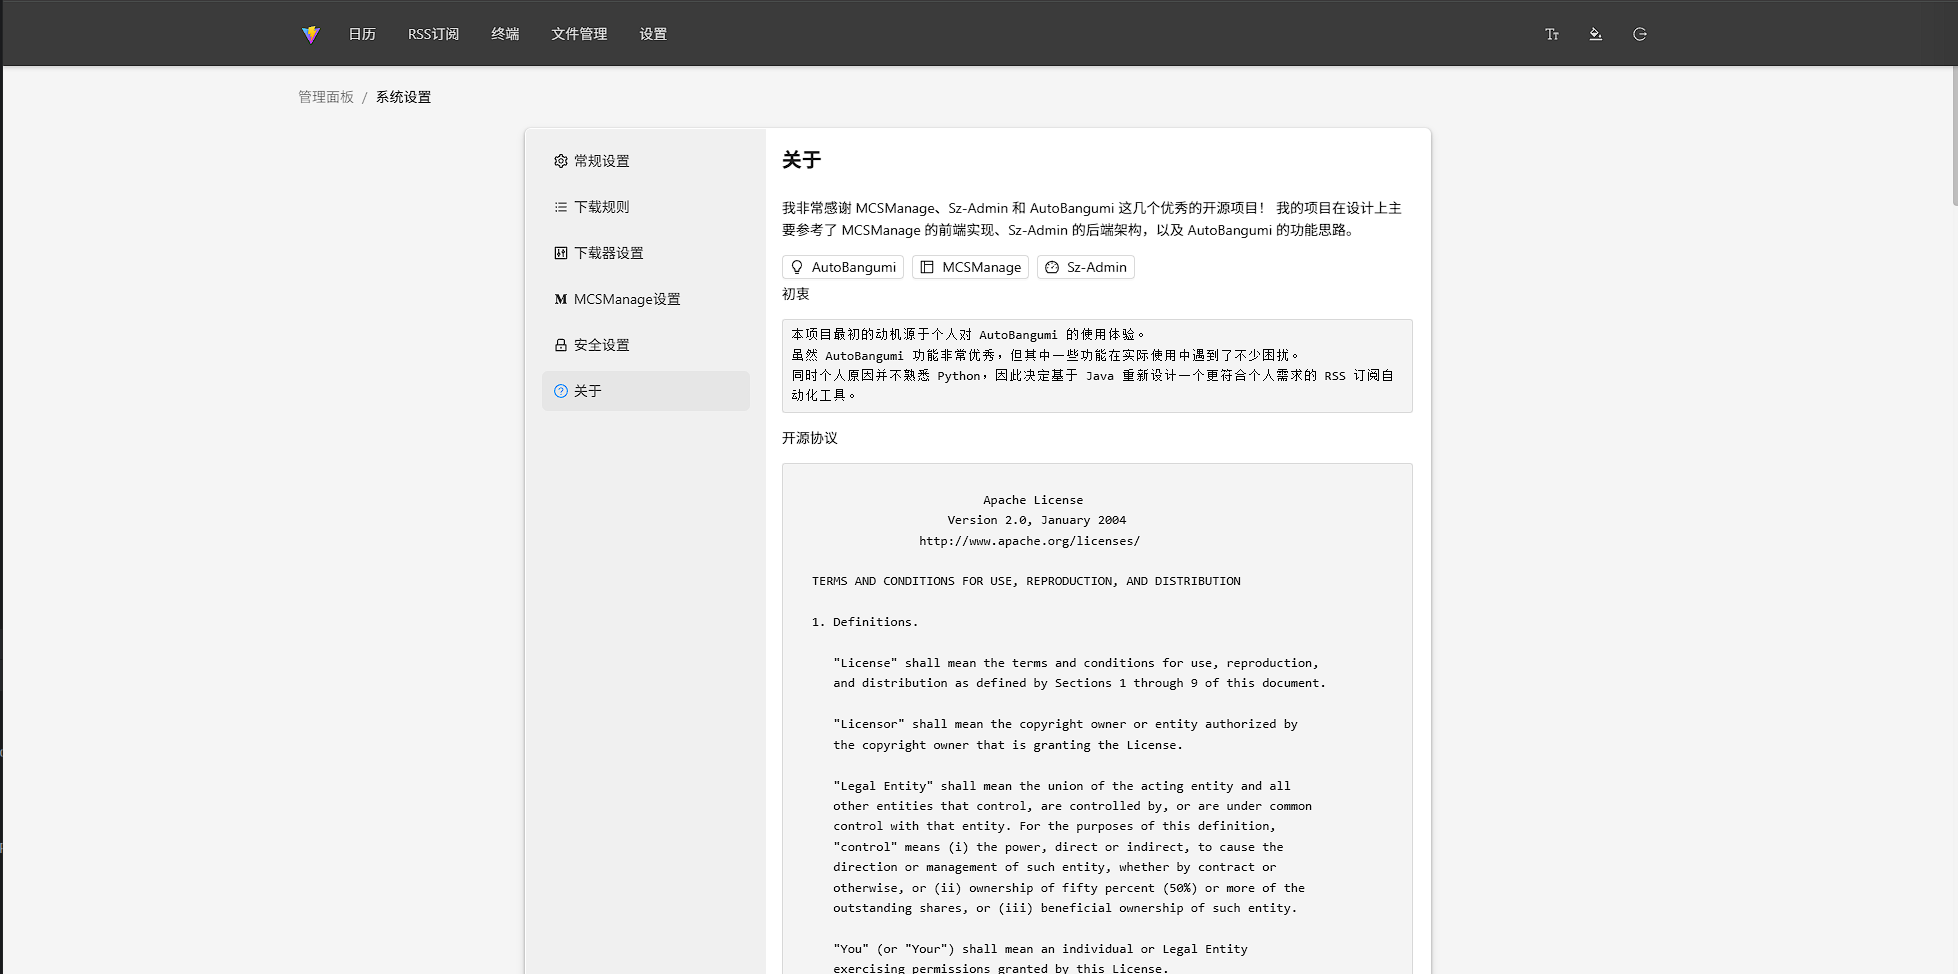 日历 RSS订阅 终端 文件管理 设置
管理面板 / 系统设置
常规设置
下载规则
下载器设置
MCSManage设置
安全设置
关于
关于
我非常感谢 MCSManage、Sz-Admin 和 AutoBangumi 这几个优秀的开源项目！ 我的项目在设计上主
要参考了 MCSManage 的前端实现、Sz-Admin 的后端架构，以及 AutoBangumi 的功能思路。
AutoBangumi MCSManage Sz-Admin
初衷
本项目最初的动机源于个人对 AutoBangumi 的使用体验。
虽然 AutoBangumi 功能非常优秀，但其中一些功能在实际使用中遇到了不少困扰。
同时个人原因并不熟悉 Python，因此决定基于 Java 重新设计一个更符合个人需求的 RSS 订阅自
动化工具。
开源协议
Apache License
Version 2.0, January 2004
http://www.apache.org/licenses/
TERMS AND CONDITIONS FOR USE, REPRODUCTION, AND DISTRIBUTION
1. Definitions.
"License" shall mean the terms and conditions for use, reproduction,
and distribution as defined by Sections 1 through 9 of this document.
"Licensor" shall mean the copyright owner or entity authorized by
the copyright owner that is granting the License.
"Legal Entity" shall mean the union of the acting entity and all
other entities that control, are controlled by, or are under common
control with that entity. For the purposes of this definition,
"control" means (i) the power, direct or indirect, to cause the
direction or management of such entity, whether by contract or
otherwise, or (ii) ownership of fifty percent (50%) or more of the
outstanding shares, or (iii) beneficial ownership of such entity.
"You" (or "Your") shall mean an individual or Legal Entity
exercising permissions granted by this License.